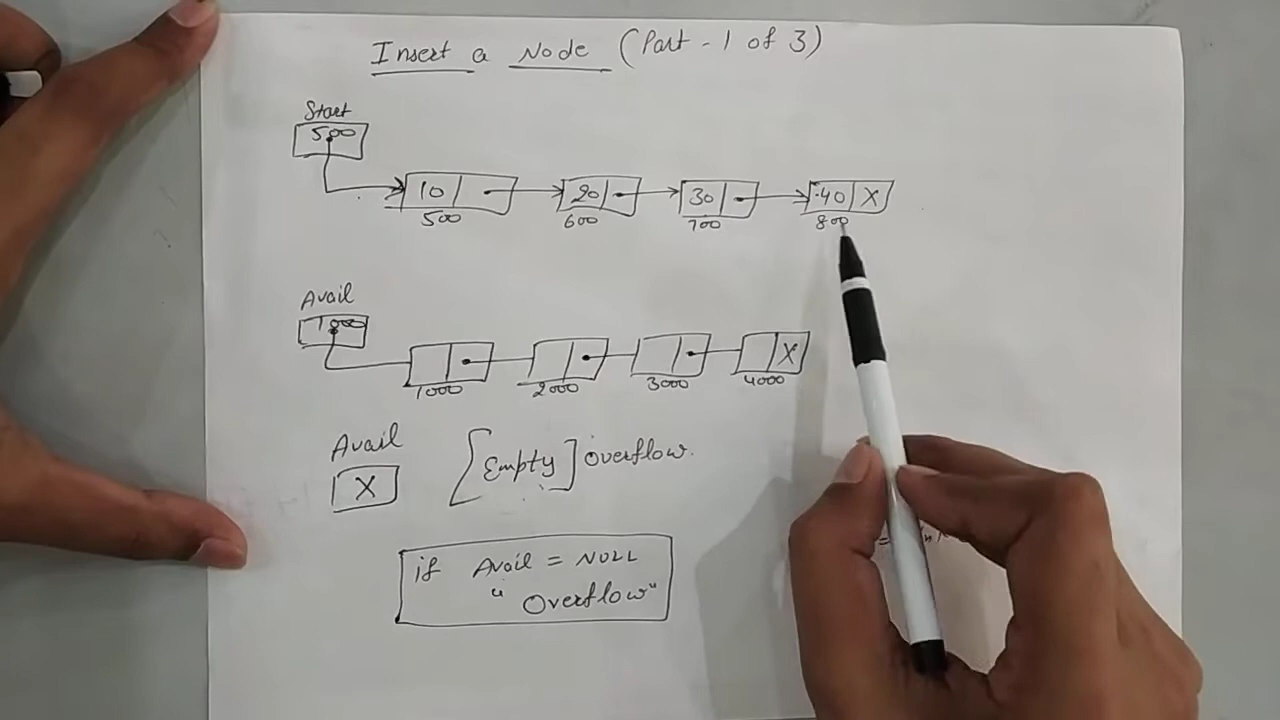 Insert a Node (Part - 1 of 3)
Start
500
10 20 30 40 X
500 600 700 800
Avail
1000
X
1000 2000 3000 4000
Avail
X [Empty] overflow.
if Avail = NULL
"Overflow"